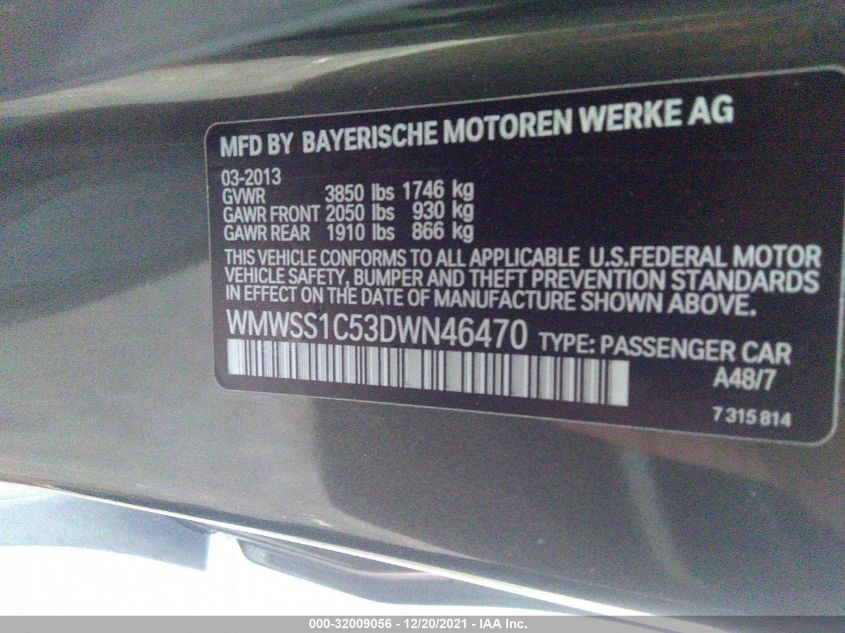 MFD BY BAYERISCHE MOTOREN WERKE AG
03-2013
GVWR 3850 lbs 1746 kg
GAWR FRONT 2050 lbs 930 kg
GAWR REAR 1910 lbs 866 kg
THIS VEHICLE CONFORMS TO ALL APPLICABLE U.S.FEDERAL MOTOR
VEHICLE SAFETY, BUMPER AND THEFT PREVENTION STANDARDS
IN EFFECT ON THE DATE OF MANUFACTURE SHOWN ABOVE.
WMWSS1C53DWN46470 TYPE: PASSENGER CAR
A48/7
7 315 814
000-32009056 - 12/20/2021 - IAA Inc.